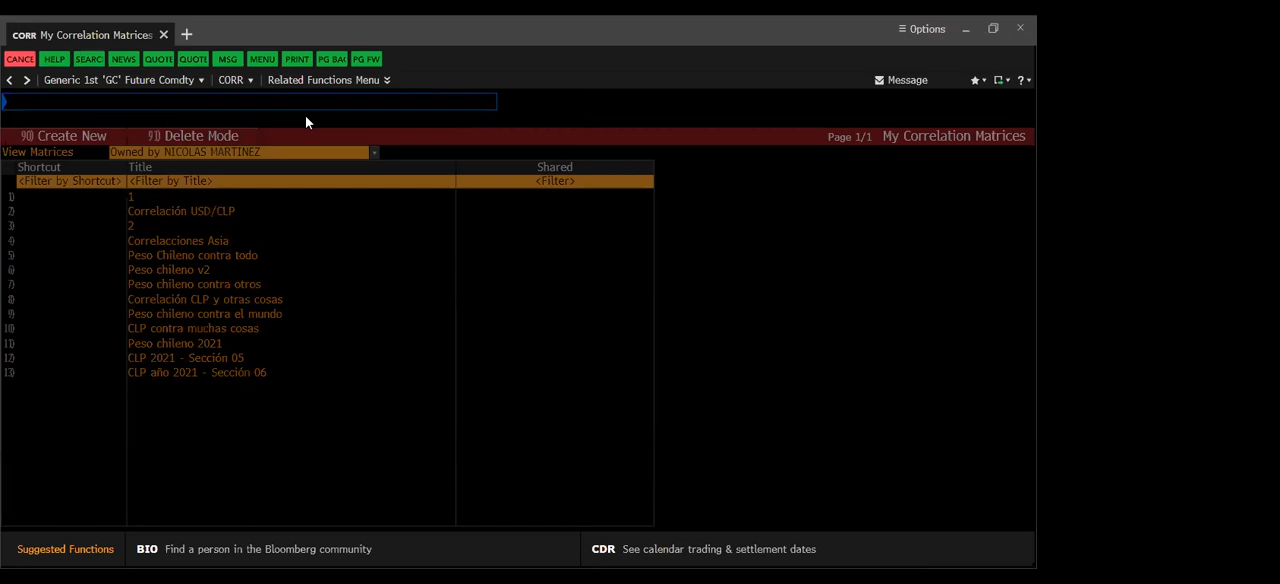 CORR My Correlation Matrices
Options
CANCE HELP SEARC NEWS QUOTE QUOTE MSG MENU PRINT PG BAC PG FW
Generic 1st 'GC' Future Comdty CORR Related Functions Menu Message
90) Create New 91) Delete Mode Page 1/1 My Correlation Matrices
View Matrices Owned by NICOLAS MARTINEZ
Shortcut Title Shared
<Filter by Shortcut> <Filter by Title> <Filter>
1) 1
2) Correlación USD/CLP
3) 2
4) Correlacciones Asia
5) Peso Chileno contra todo
6) Peso chileno v2
7) Peso chileno contra otros
8) Correlación CLP y otras cosas
9) Peso chileno contra el mundo
10) CLP contra muchas cosas
11) Peso chileno 2021
12) CLP 2021 - Sección 05
13) CLP año 2021 - Sección 06
Suggested Functions BIO Find a person in the Bloomberg community CDR See calendar trading & settlement dates